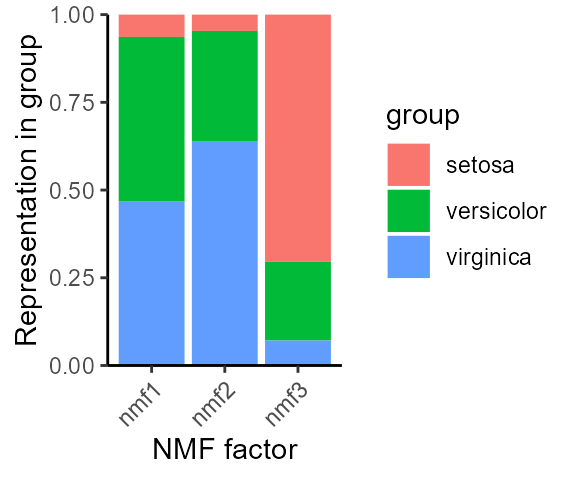 Representation in group
1.00
0.75
0.50
0.25
0.00
nmf1
nmf2
nmf3
NMF factor
group
setosa
versicolor
virginica